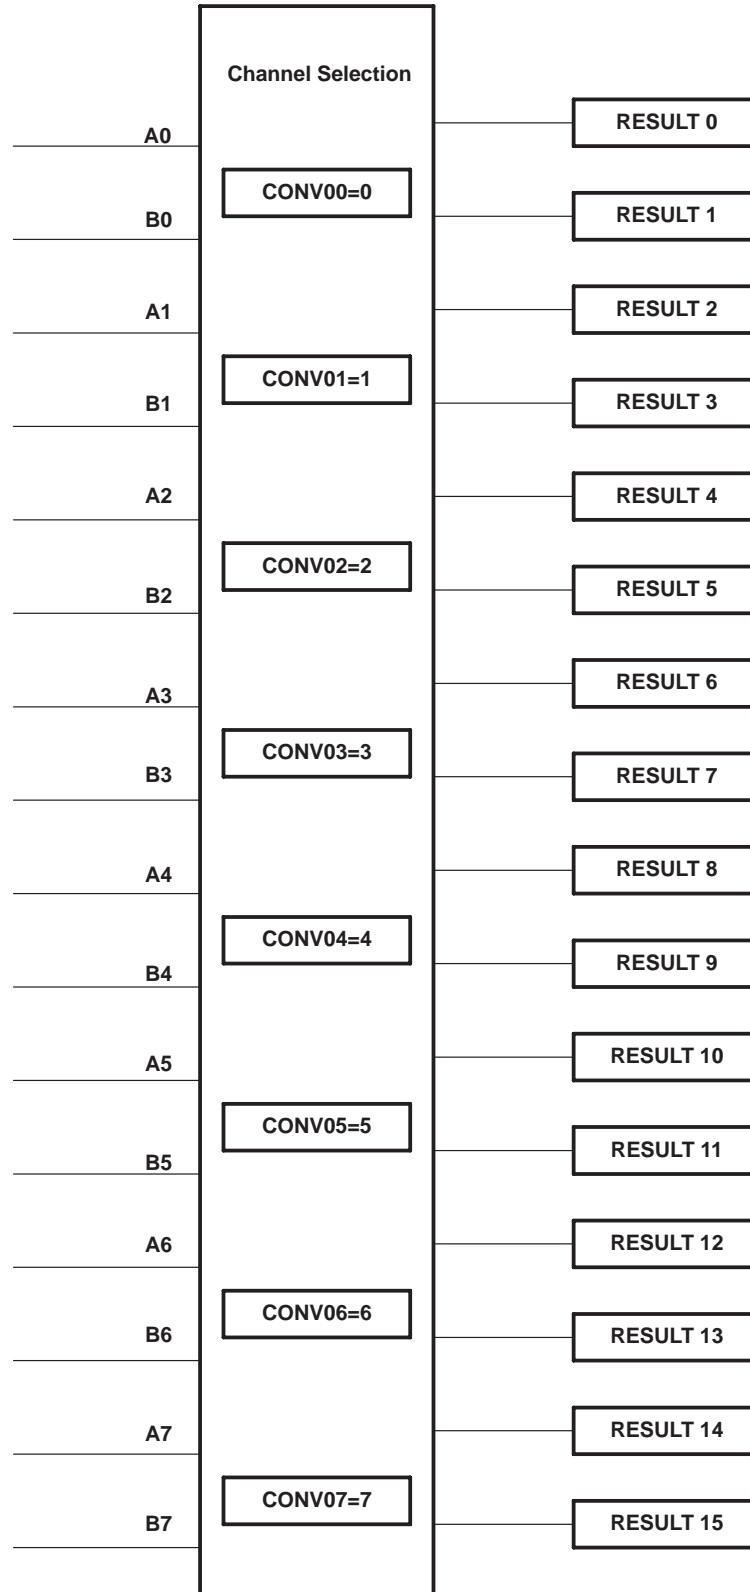 Channel Selection
A0
RESULT 0
CONV00=0
B0
RESULT 1
A1
RESULT 2
CONV01=1
B1
RESULT 3
A2
RESULT 4
CONV02=2
B2
RESULT 5
A3
RESULT 6
CONV03=3
B3
RESULT 7
A4
RESULT 8
CONV04=4
B4
RESULT 9
A5
RESULT 10
CONV05=5
B5
RESULT 11
A6
RESULT 12
CONV06=6
B6
RESULT 13
A7
RESULT 14
CONV07=7
B7
RESULT 15